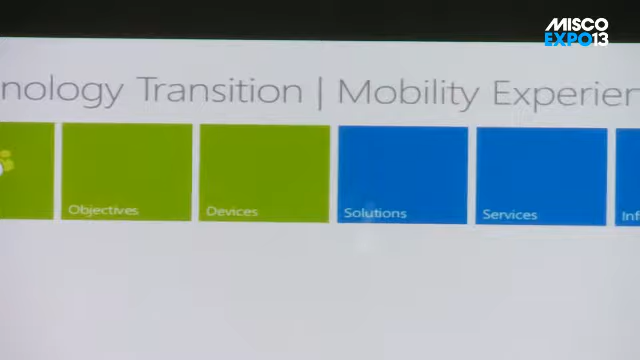 MISCO
EXPO13
nology Transition | Mobility Experien
Objectives
Devices
Solutions
Services
Inf